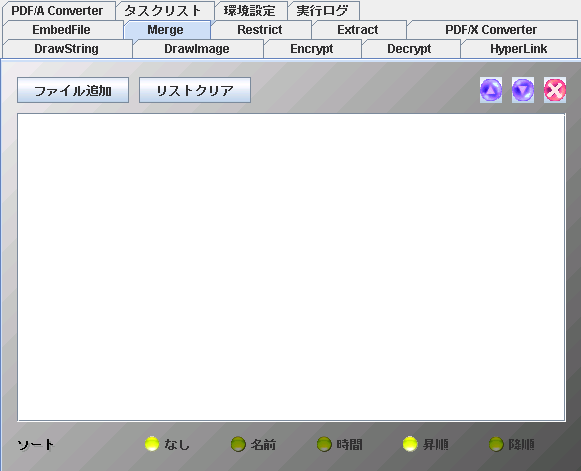 PDF/A Converter タスクリスト 環境設定 実行ログ
EmbedFile Merge Restrict Extract PDF/X Converter
DrawString DrawImage Encrypt Decrypt HyperLink
ファイル追加 リストクリア
ソート なし 名前 時間 昇順 降順